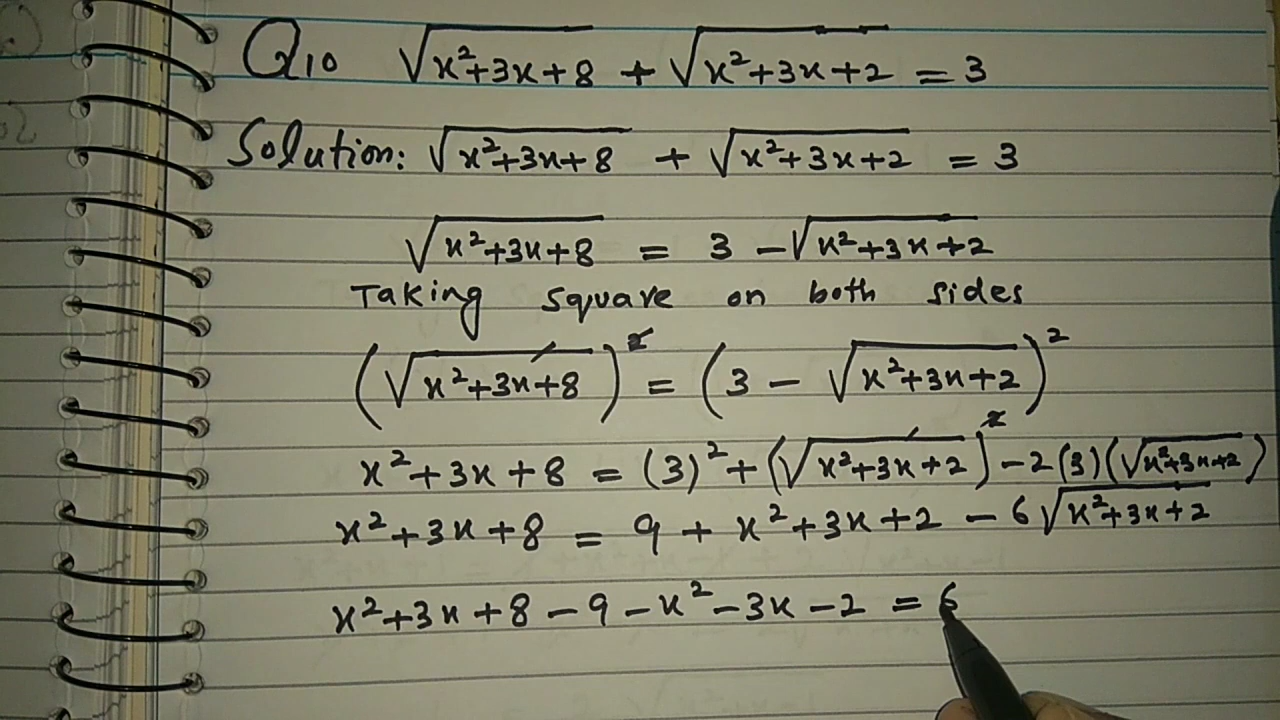 Q10 √(x²+3x+8) + √(x²+3x+2) = 3
Solution: √(x²+3x+8) + √(x²+3x+2) = 3
√(x²+3x+8) = 3 - √(x²+3x+2)
Taking square on both sides
(√(x²+3x+8))² = (3 - √(x²+3x+2))²
x²+3x+8 = (3)² + (√(x²+3x+2))² - 2(3)(√(x²+3x+2))
x²+3x+8 = 9 + x²+3x+2 - 6√(x²+3x+2)
x²+3x+8-9-x²-3x-2 = 6